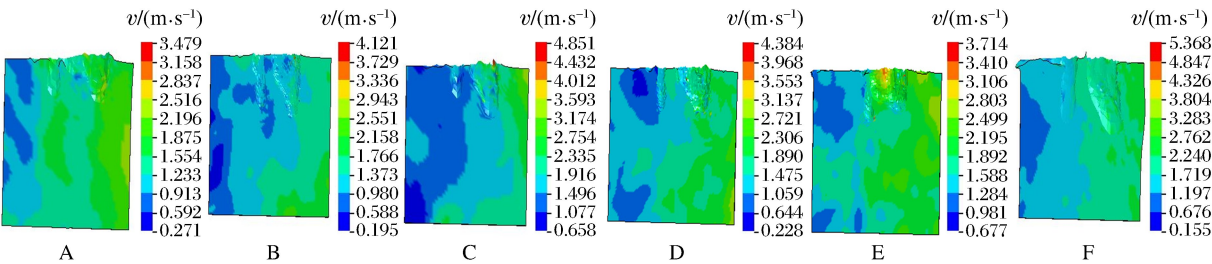 v/(m·s⁻¹) v/(m·s⁻¹) v/(m·s⁻¹) v/(m·s⁻¹) v/(m·s⁻¹) v/(m·s⁻¹)
3.479 4.121 4.851 4.384 3.714 5.368
3.158 3.729 4.432 3.968 3.410 4.847
2.837 3.336 4.012 3.553 3.106 4.326
2.516 2.943 3.593 3.137 2.803 3.804
2.196 2.551 3.174 2.721 2.499 3.283
1.875 2.158 2.754 2.306 2.195 2.762
1.554 1.766 2.335 1.890 1.892 2.240
1.233 1.373 1.916 1.475 1.588 1.719
0.913 0.980 1.496 1.059 1.284 1.197
0.592 0.588 1.077 0.644 0.981 0.676
0.271 0.195 0.658 0.228 0.677 0.155
A B C D E F